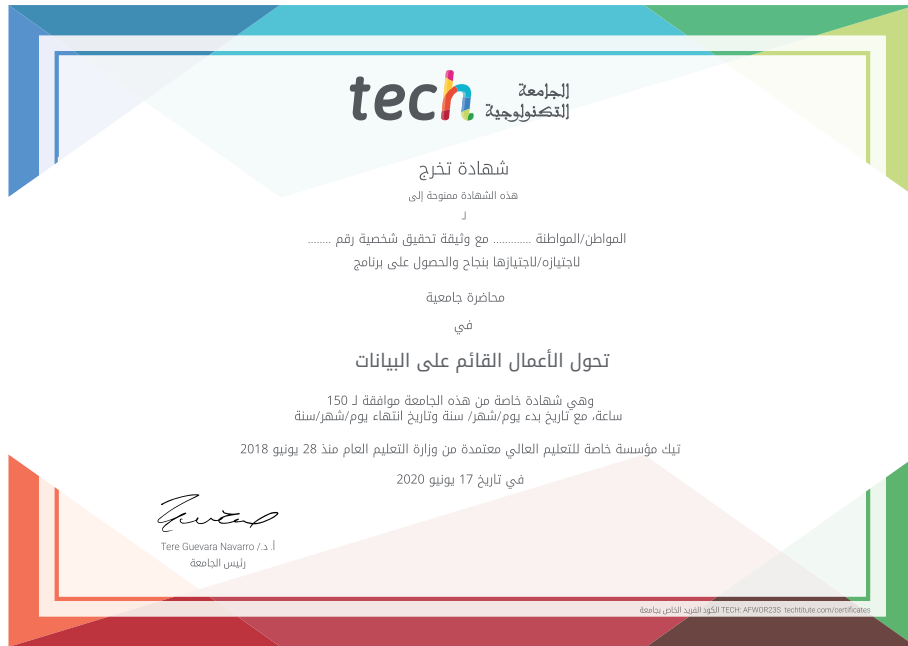 tech
الجامعة
التكنولوجية
شهادة تخرج
هذه الشهادة ممنوحة إلى
لـ
المواطن/المواطنة ............. مع وثيقة تحقيق شخصية رقم ........
لاجتيازه/لاجتيازها بنجاح والحصول على برنامج
محاضرة جامعية
في
تحول الأعمال القائم على البيانات
وهي شهادة خاصة من هذه الجامعة موافقة لـ 150
ساعة، مع تاريخ بدء يوم/شهر/ سنة وتاريخ انتهاء يوم/شهر/سنة
تيك مؤسسة خاصة للتعليم العالي معتمدة من وزارة التعليم العام منذ 28 يونيو 2018
في تاريخ 17 يونيو 2020
أ. د./ Tere Guevara Navarro
رئيس الجامعة
الكود الفريد الخاص بجامعة TECH: AFWOR23S techtitute.com/certificates